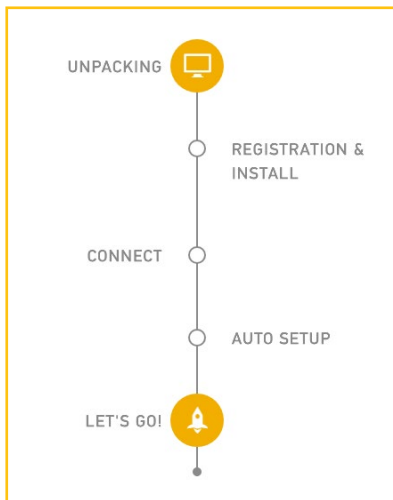 UNPACKING
REGISTRATION &
INSTALL
CONNECT
AUTO SETUP
LET'S GO!